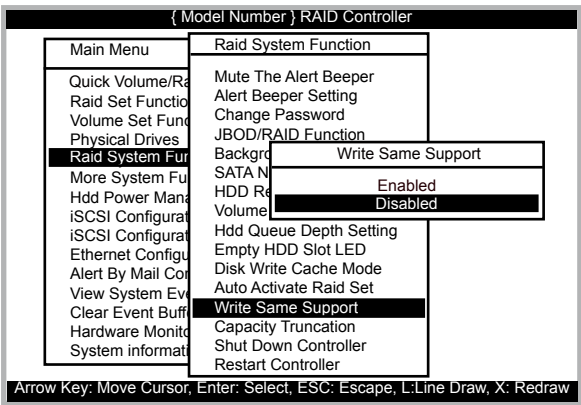 { Model Number } RAID Controller
Main Menu
Quick Volume/Ra
Raid Set Functio
Volume Set Func
Physical Drives
Raid System Fun
More System Fu
Hdd Power Mana
iSCSI Configurat
iSCSI Configurat
Ethernet Configu
Alert By Mail Con
View System Eve
Clear Event Buffe
Hardware Monito
System informati
Raid System Function
Mute The Alert Beeper
Alert Beeper Setting
Change Password
JBOD/RAID Function
Backgro
SATA N
HDD Re
Volume
Hdd Queue Depth Setting
Empty HDD Slot LED
Disk Write Cache Mode
Auto Activate Raid Set
Write Same Support
Capacity Truncation
Shut Down Controller
Restart Controller
Write Same Support
Enabled
Disabled
Arrow Key: Move Cursor, Enter: Select, ESC: Escape, L:Line Draw, X: Redraw